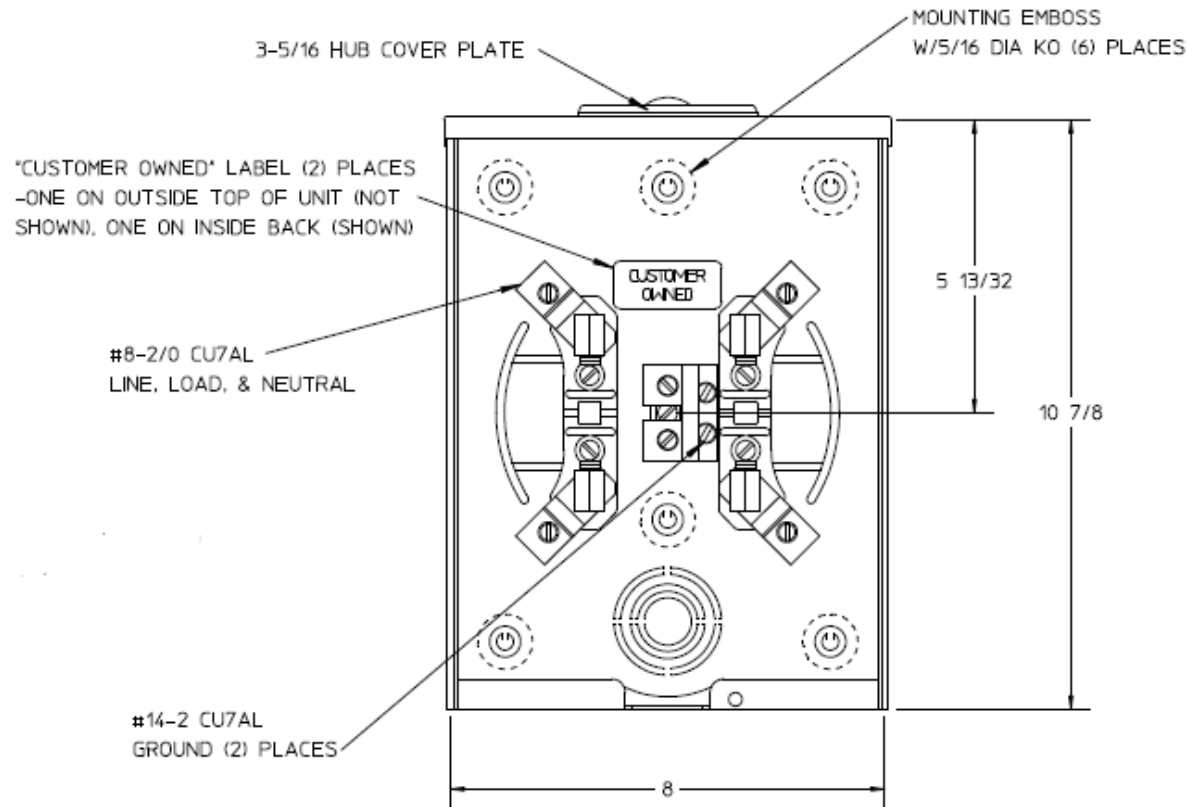 MOUNTING EMBOSS
W/5/16 DIA KO (6) PLACES
3-5/16 HUB COVER PLATE
"CUSTOMER OWNED" LABEL (2) PLACES
-ONE ON OUTSIDE TOP OF UNIT (NOT
SHOWN), ONE ON INSIDE BACK (SHOWN)
CUSTOMER
OWNED
5 13/32
#8-2/0 CU7AL
LINE, LOAD, & NEUTRAL
10 7/8
#14-2 CU7AL
GROUND (2) PLACES
8